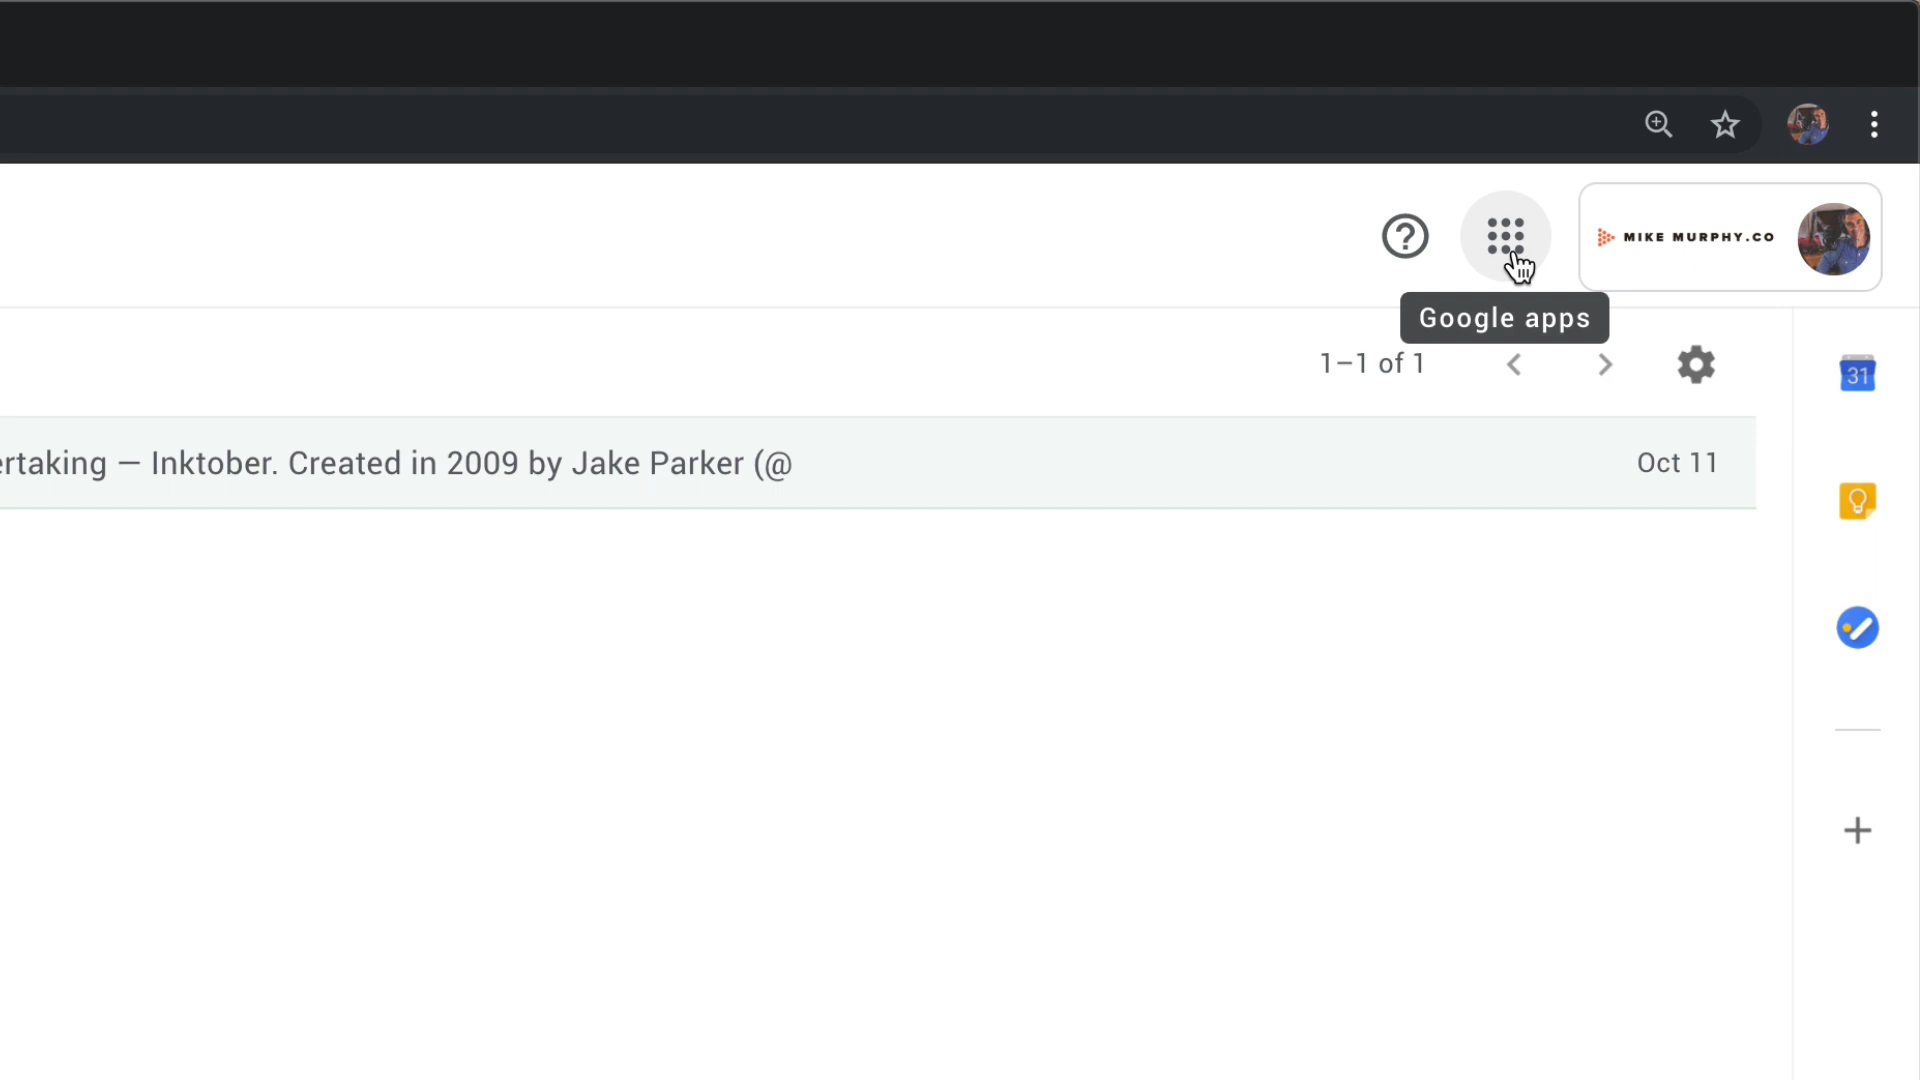 MIKE MURPHY.CO
Google apps
1–1 of 1
31
ertaking — Inktober. Created in 2009 by Jake Parker (@
Oct 11